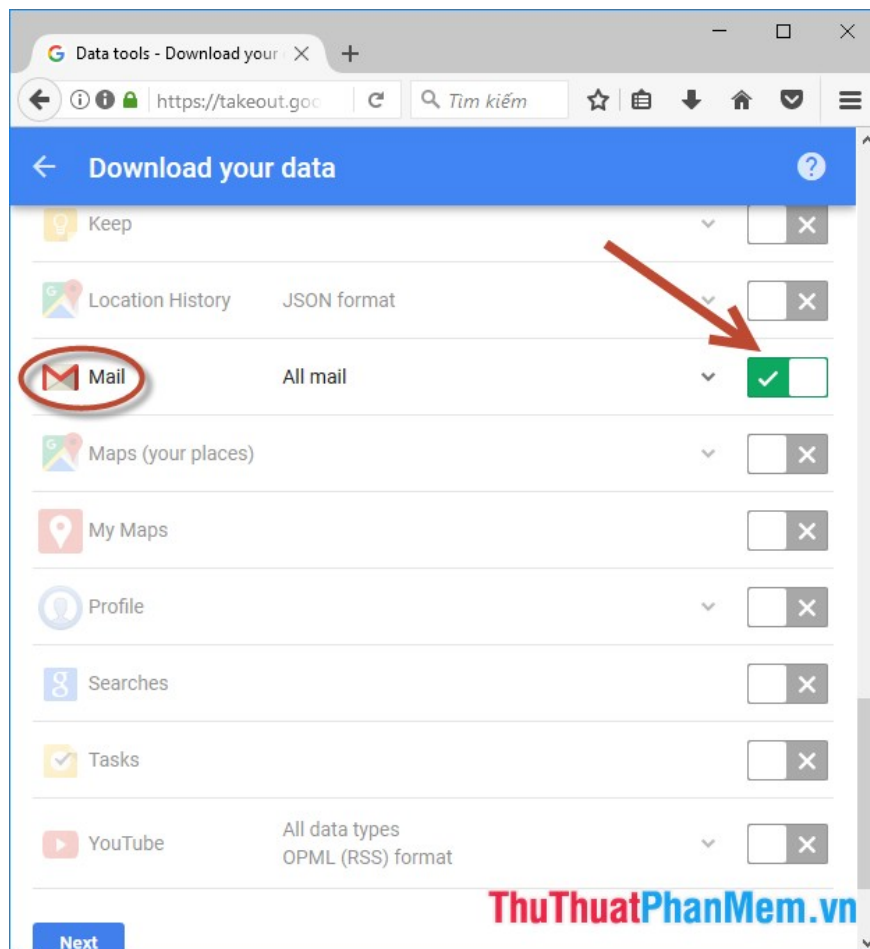 Data tools - Download your
https://takeout.goo
Tìm kiếm
Download your data
Keep
Location History JSON format
Mail All mail
Maps (your places)
My Maps
Profile
Searches
Tasks
YouTube All data types
OPML (RSS) format
ThuThuatPhanMem.vn
Next